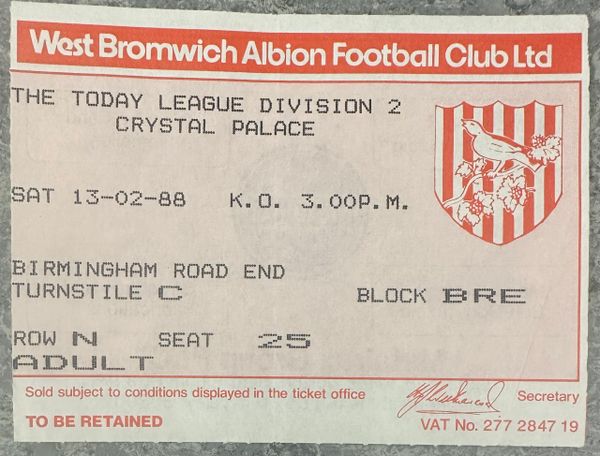 West Bromwich Albion Football Club Ltd
THE TODAY LEAGUE DIVISION 2
CRYSTAL PALACE
SAT 13-02-88 K.O. 3.00P.M.
BIRMINGHAM ROAD END
TURNSTILE C BLOCK BRE
ROW N SEAT 25
ADULT
Sold subject to conditions displayed in the ticket office Secretary
TO BE RETAINED VAT No. 277 2847 19